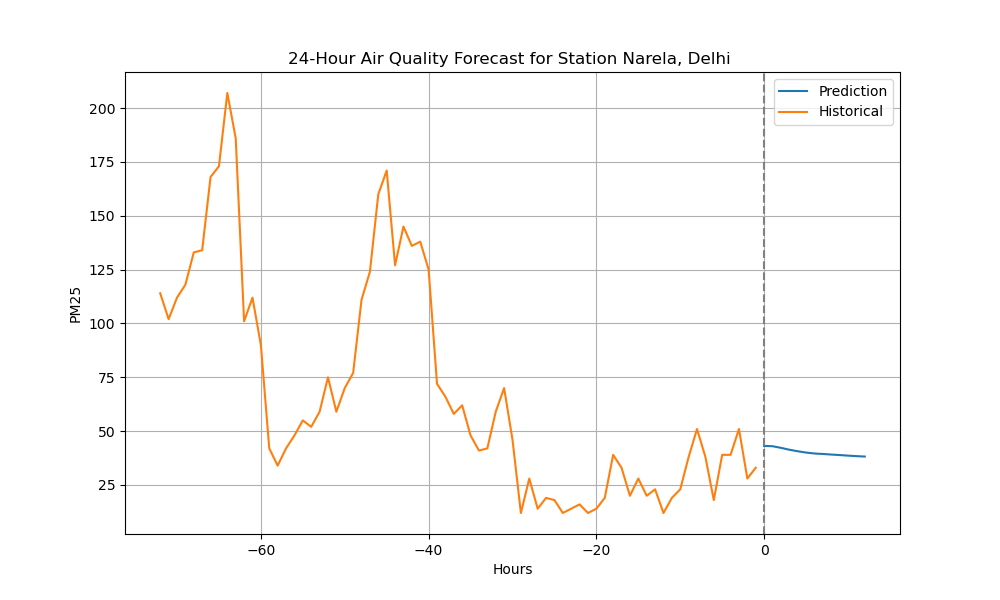 24-Hour Air Quality Forecast for Station Narela, Delhi
Prediction
Historical
200
175
150
125
100
75
50
25
PM25
−60
−40
−20
0
Hours